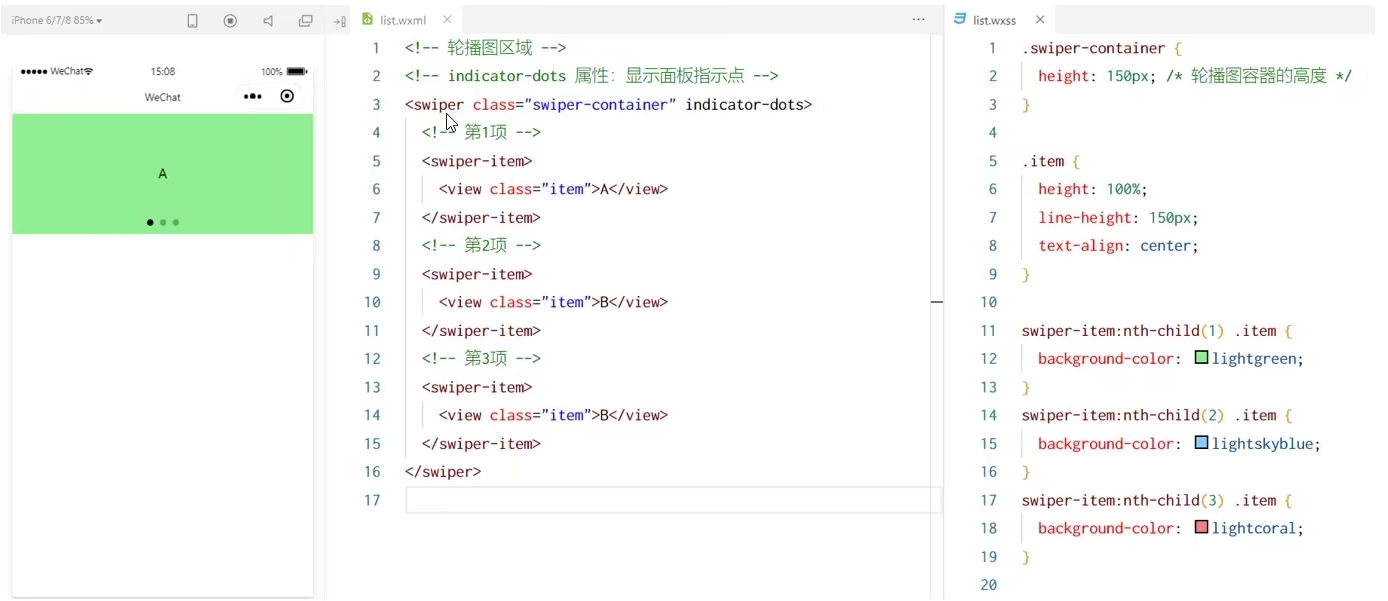 iPhone 6/7/8 85%
WeChat
15:08
100%
WeChat
A
list.wxml
1 <!-- 轮播图区域 -->
2 <!-- indicator-dots 属性：显示面板指示点 -->
3 <swiper class="swiper-container" indicator-dots>
4 <!-- 第1项 -->
5 <swiper-item>
6 <view class="item">A</view>
7 </swiper-item>
8 <!-- 第2项 -->
9 <swiper-item>
10 <view class="item">B</view>
11 </swiper-item>
12 <!-- 第3项 -->
13 <swiper-item>
14 <view class="item">B</view>
15 </swiper-item>
16 </swiper>
17
list.wxss
1 .swiper-container {
2 height: 150px; /* 轮播图容器的高度 */
3 }
4
5 .item {
6 height: 100%;
7 line-height: 150px;
8 text-align: center;
9 }
10
11 swiper-item:nth-child(1) .item {
12 background-color: lightgreen;
13 }
14 swiper-item:nth-child(2) .item {
15 background-color: lightskyblue;
16 }
17 swiper-item:nth-child(3) .item {
18 background-color: lightcoral;
19 }
20